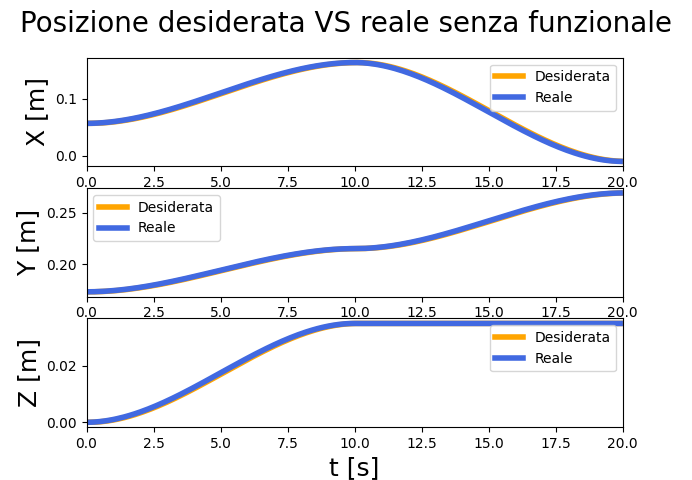 Posizione desiderata VS reale senza funzionale
X [m]
0.1
0.0
Desiderata
Reale
0.0 2.5 5.0 7.5 10.0 12.5 15.0 17.5 20.0
Y [m]
0.25
0.20
Desiderata
Reale
0.0 2.5 5.0 7.5 10.0 12.5 15.0 17.5 20.0
Z [m]
0.02
0.00
Desiderata
Reale
0.0 2.5 5.0 7.5 10.0 12.5 15.0 17.5 20.0
t [s]